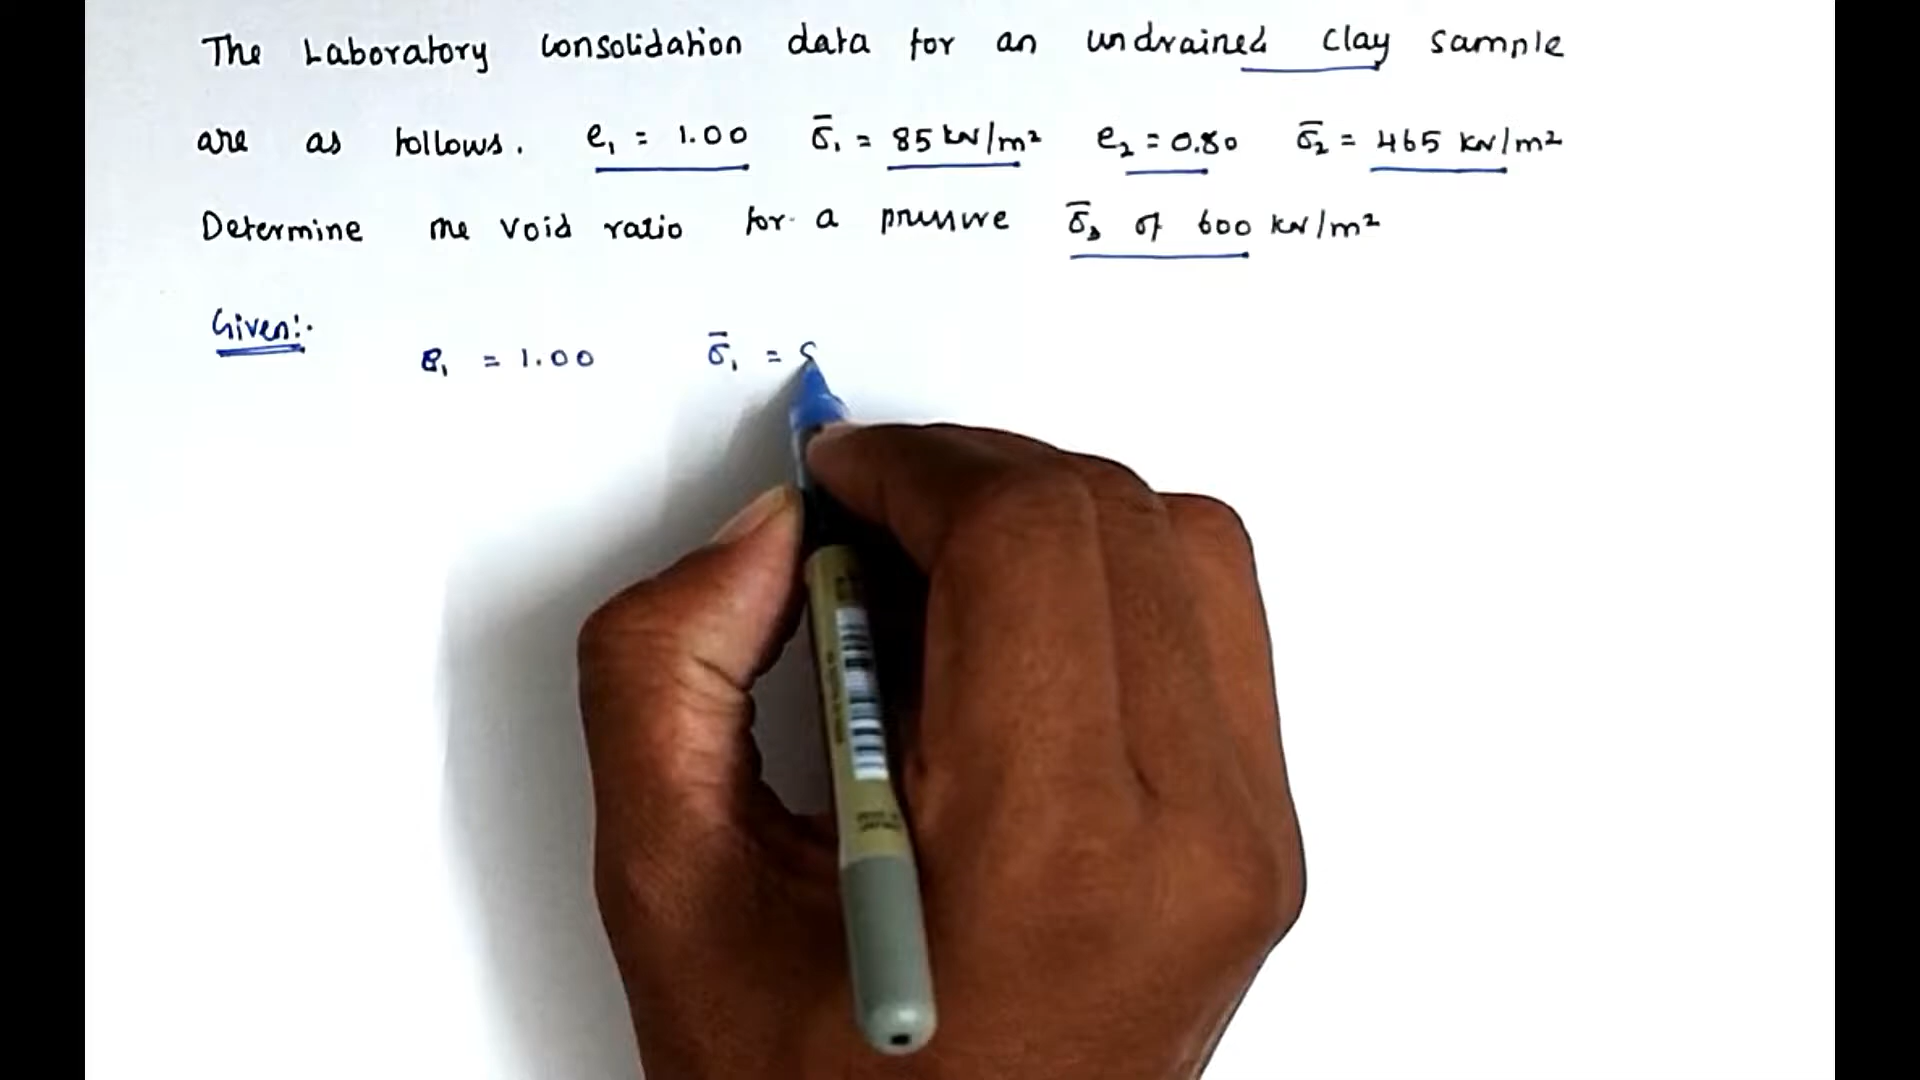 The Laboratory consolidation data for an undrained clay sample
are as follows. e₁ = 1.00 σ̄₁ = 85 kN/m² e₂ = 0.80 σ̄₂ = 465 kN/m²
Determine the void ratio for a pressure σ̄₃ of 600 kN/m²
Given:-
e₁ = 1.00 σ̄₁ =